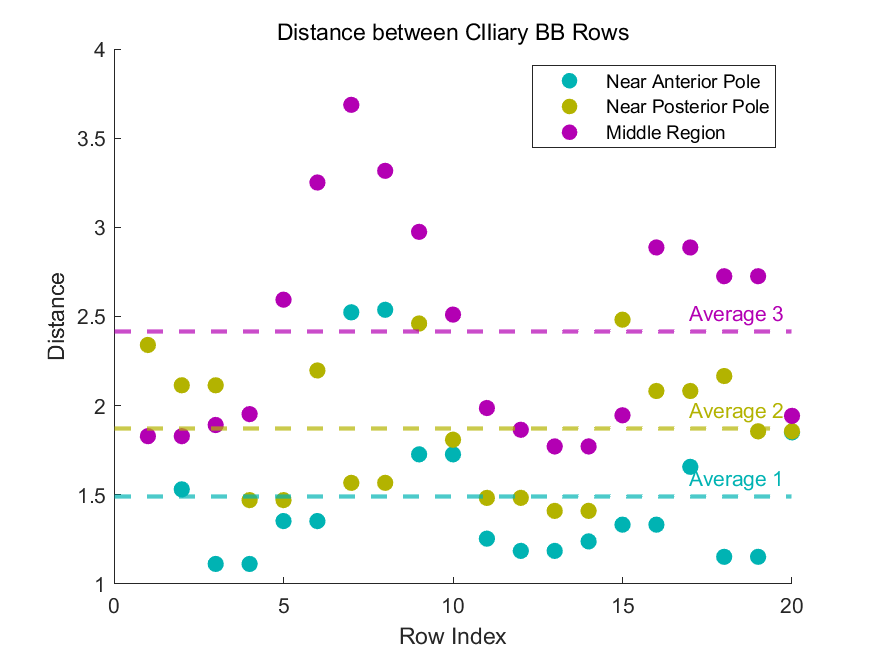 Distance between CIliary BB Rows
Near Anterior Pole
Near Posterior Pole
Middle Region
4
3.5
3
2.5
2
1.5
1
Distance
Average 3
Average 2
Average 1
0
5
10
15
20
Row Index